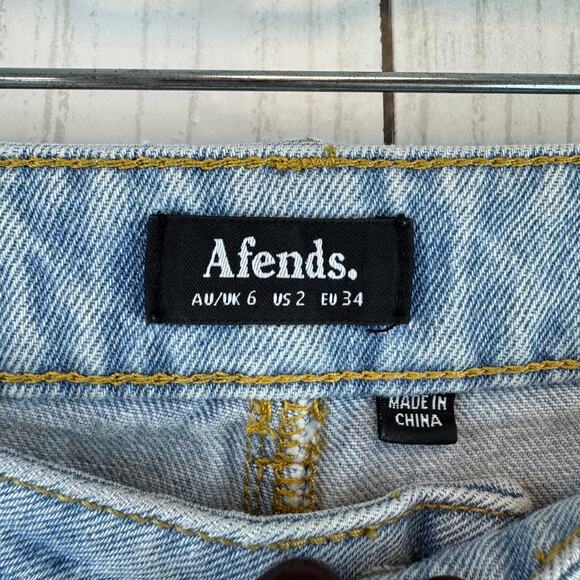 Afends.
AU/UK 6 US 2 EU 34
MADE IN
CHINA